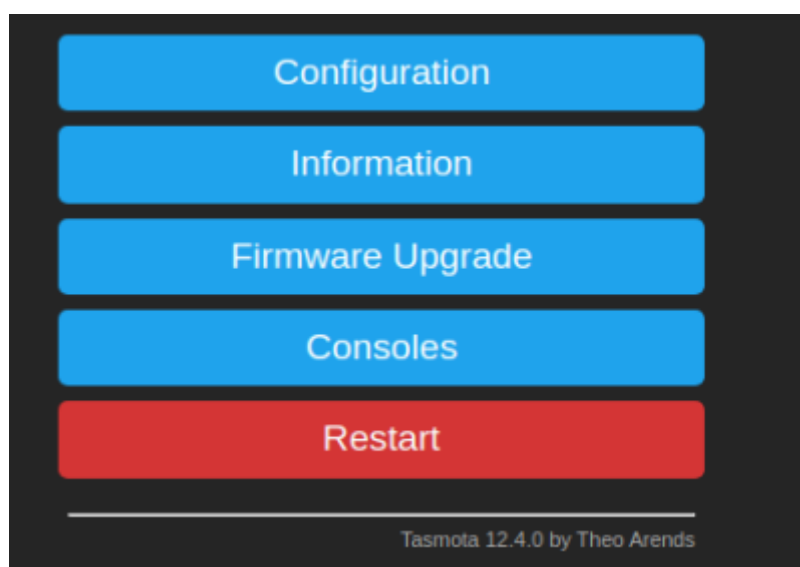 Configuration
Information
Firmware Upgrade
Consoles
Restart
Tasmota 12.4.0 by Theo Arends